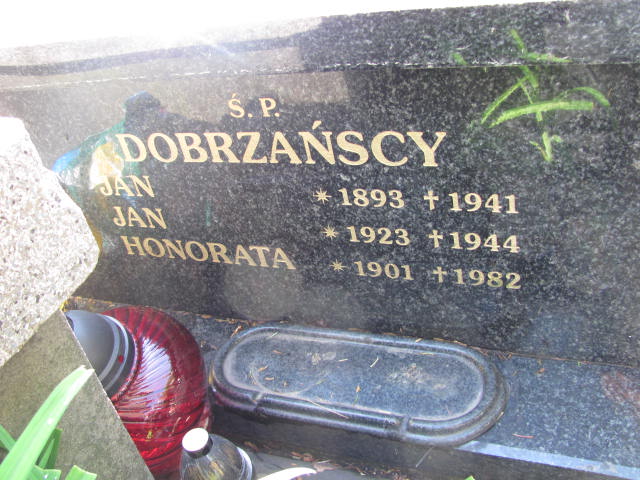 Ś. P.
DOBRZAŃSCY
JAN ✴ 1893 † 1941
JAN ✴ 1923 † 1944
HONORATA ✴ 1901 † 1982